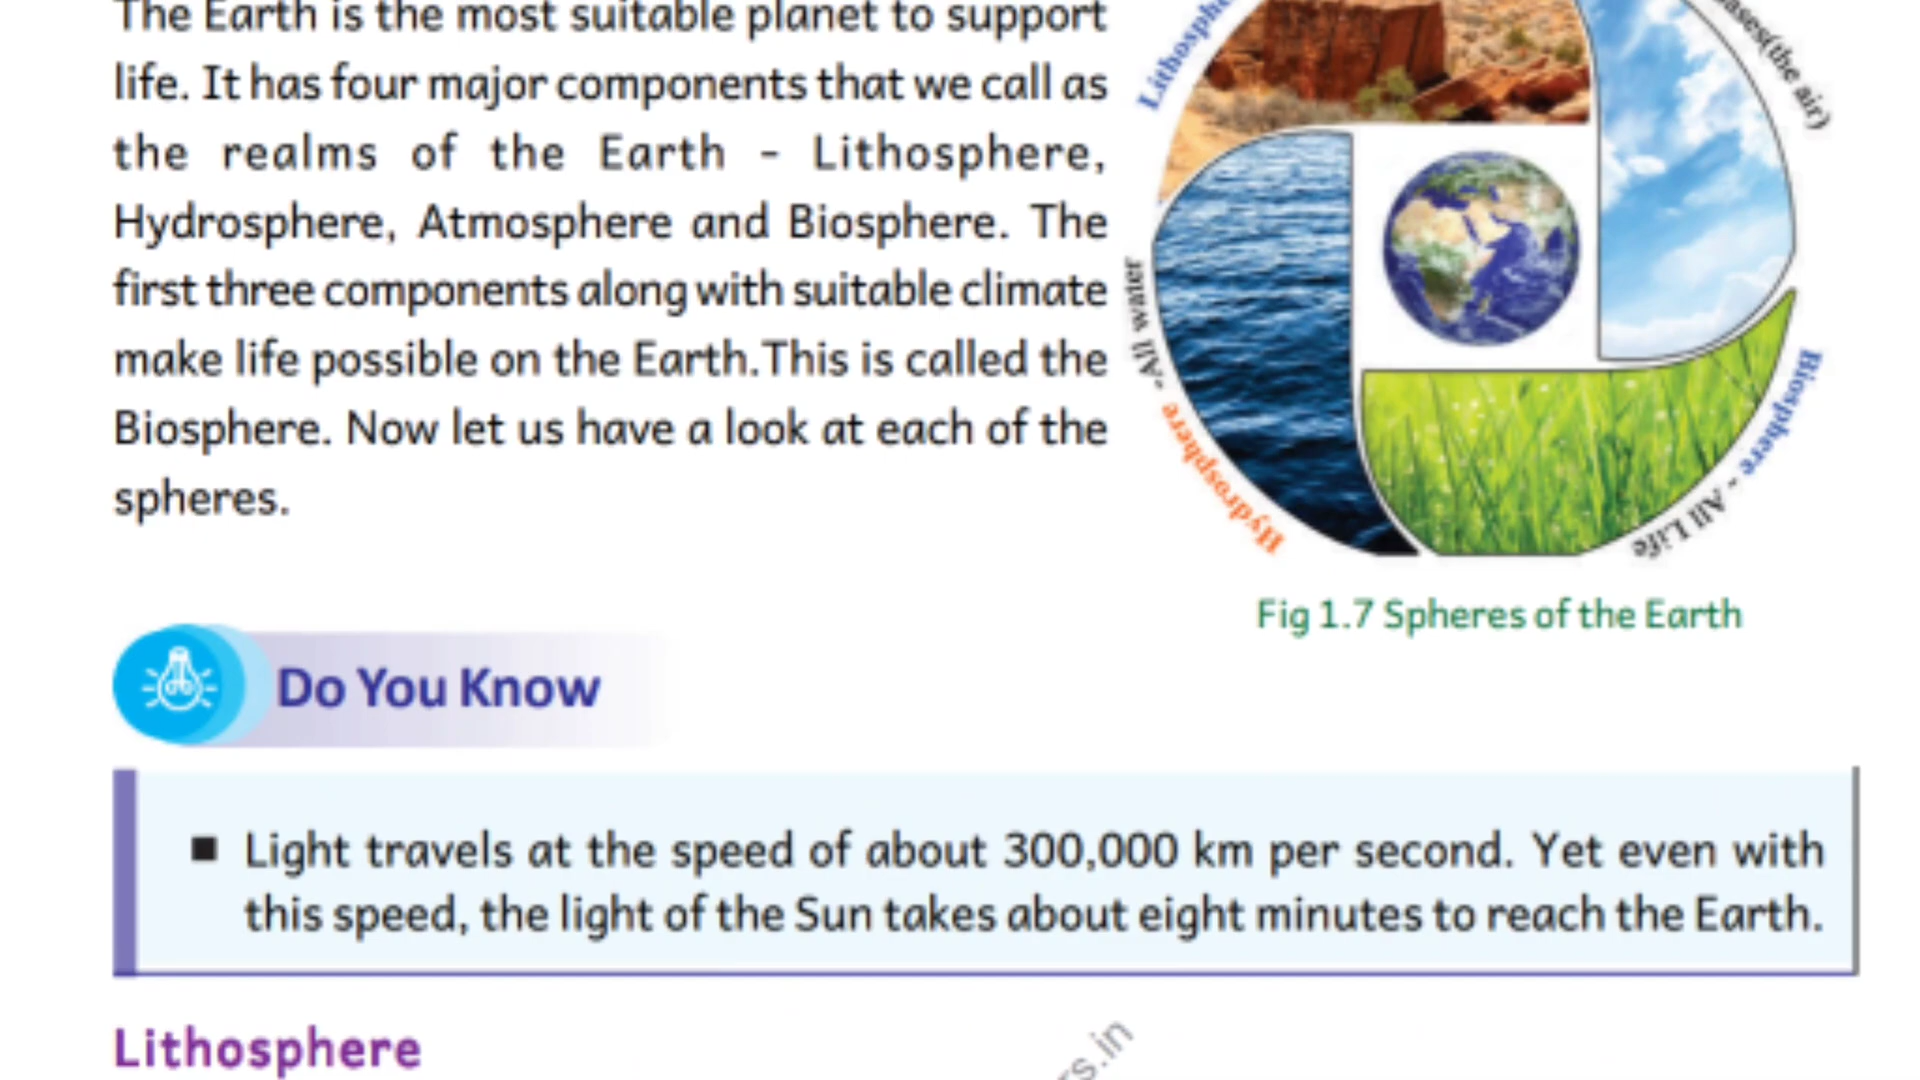 The Earth is the most suitable planet to support
life. It has four major components that we call as
the realms of the Earth - Lithosphere,
Hydrosphere, Atmosphere and Biosphere. The
first three components along with suitable climate
make life possible on the Earth.This is called the
Biosphere. Now let us have a look at each of the
spheres.
(the air)
Hydrosphere - All water
Biosphere - All Life
Fig 1.7 Spheres of the Earth
Do You Know
■ Light travels at the speed of about 300,000 km per second. Yet even with
this speed, the light of the Sun takes about eight minutes to reach the Earth.
Lithosphere